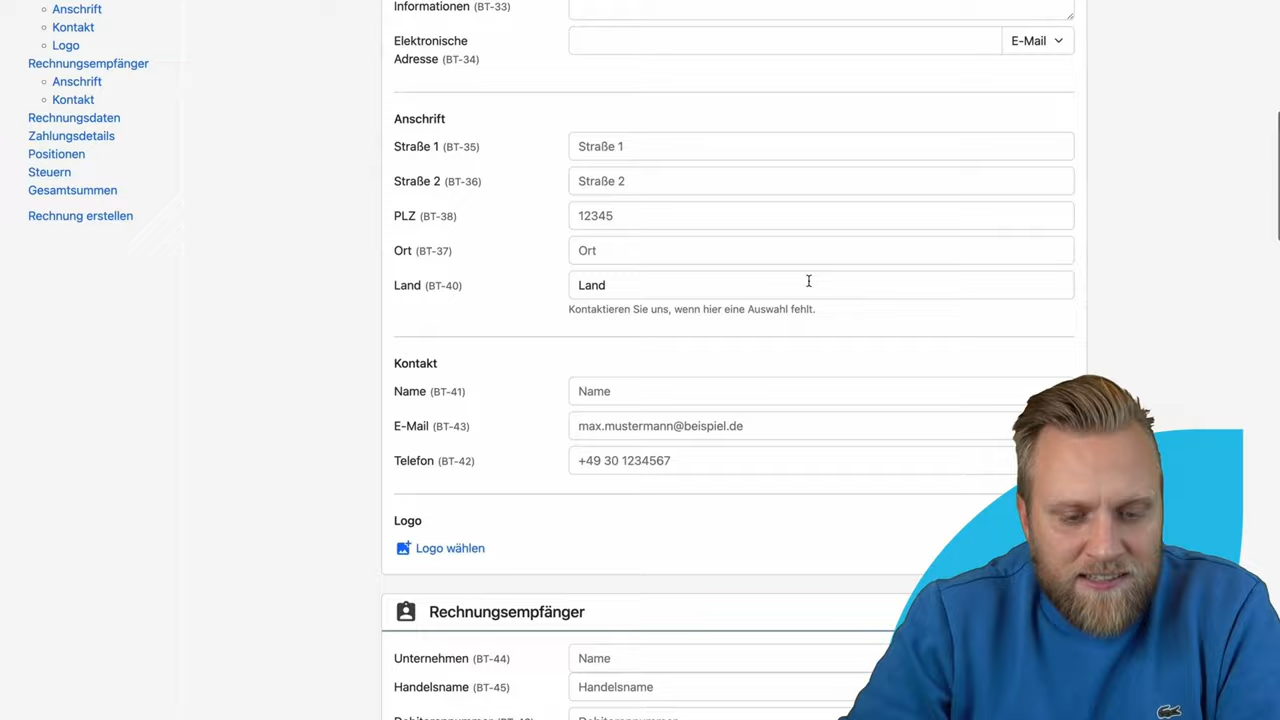 Anschrift
Kontakt
Logo
Rechnungsempfänger
Anschrift
Kontakt
Rechnungsdaten
Zahlungsdetails
Positionen
Steuern
Gesamtsummen
Rechnung erstellen
Informationen (BT-33)
Elektronische
Adresse (BT-34)
E-Mail
Anschrift
Straße 1 (BT-35)
Straße 1
Straße 2 (BT-36)
Straße 2
PLZ (BT-38)
12345
Ort (BT-37)
Ort
Land (BT-40)
Land
Kontaktieren Sie uns, wenn hier eine Auswahl fehlt.
Kontakt
Name (BT-41)
Name
E-Mail (BT-43)
max.mustermann@beispiel.de
Telefon (BT-42)
+49 30 1234567
Logo
Logo wählen
Rechnungsempfänger
Unternehmen (BT-44)
Name
Handelsname (BT-45)
Handelsname